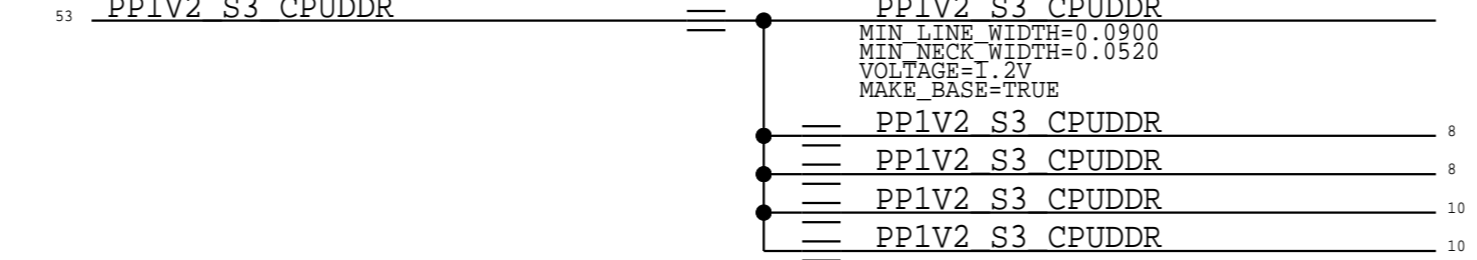 53 PP1V2_S3_CPUDDR PP1V2_S3_CPUDDR
MIN_LINE_WIDTH=0.0900
MIN_NECK_WIDTH=0.0520
VOLTAGE=1.2V
MAKE_BASE=TRUE
PP1V2_S3_CPUDDR 8
PP1V2_S3_CPUDDR 8
PP1V2_S3_CPUDDR 10
PP1V2_S3_CPUDDR 10